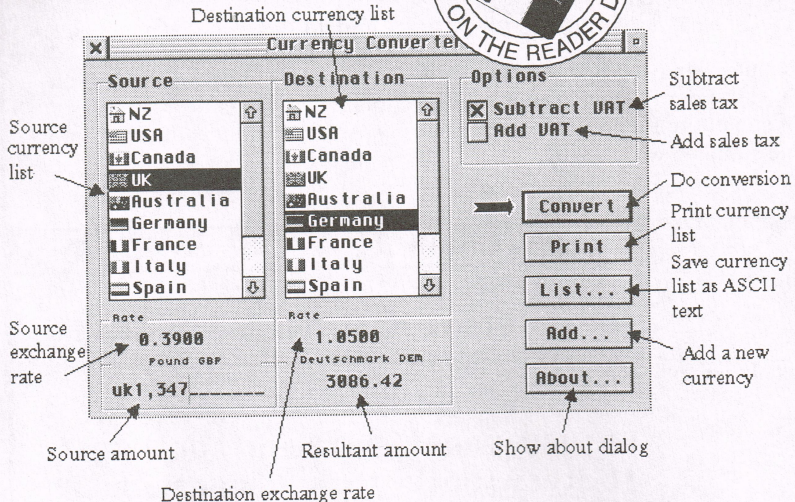 Destination currency list
ON THE READER D
Currency Converter
Source
Destination
Options
NZ
USA
Canada
UK
Australia
Germany
France
Italy
Spain
NZ
USA
Canada
UK
Australia
Germany
France
Italy
Spain
Subtract VAT
Add VAT
Convert
Print
List...
Add...
About...
Rate
0.3900
Pound GBP
uk1,347________
Rate
1.0500
Deutschmark DEM
3086.42
Source
currency
list
Source
exchange
rate
Source amount
Resultant amount
Destination exchange rate
Show about dialog
Subtract
sales tax
Add sales tax
Do conversion
Print currency
list
Save currency
list as ASCII
text
Add a new
currency